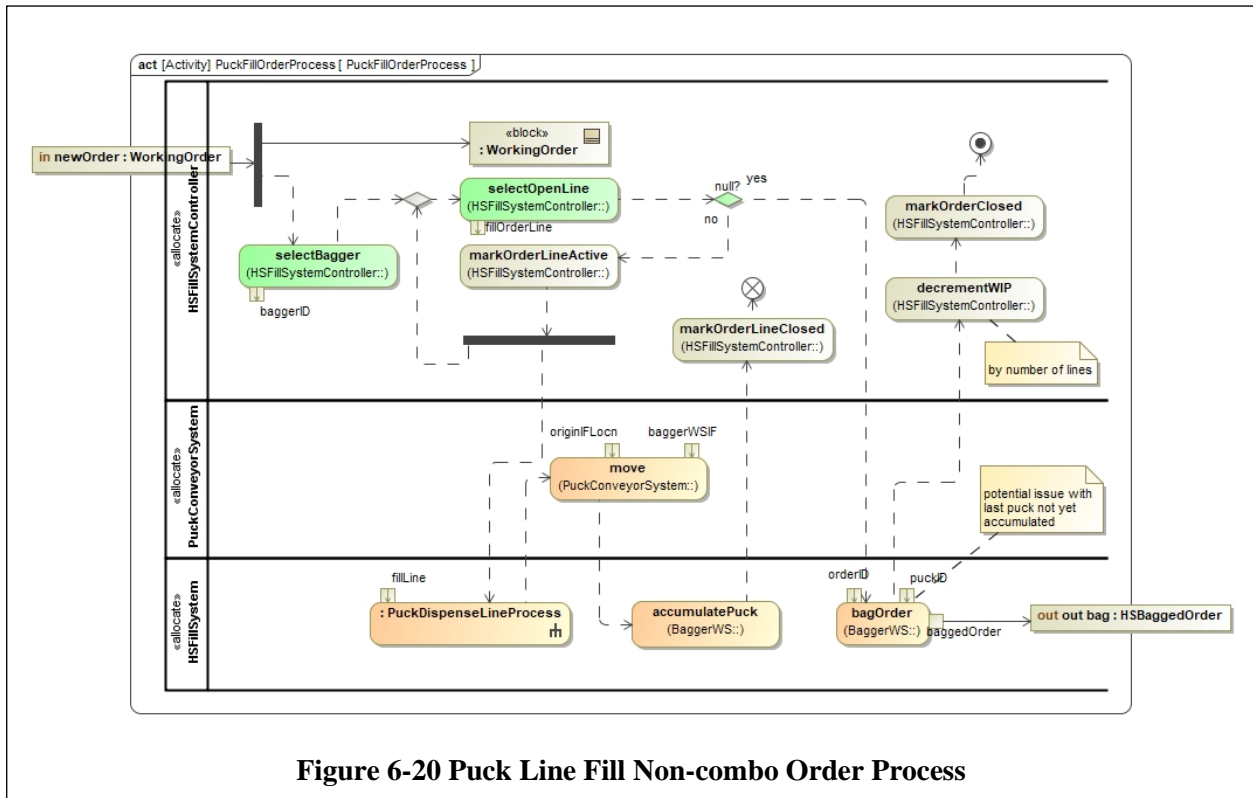 act [Activity] PuckFillOrderProcess [ PuckFillOrderProcess ]
«allocate»
HSFillSystemController
in newOrder : WorkingOrder
«block»
: WorkingOrder
selectOpenLine
(HSFillSystemController::)
fillOrderLine
null?
yes
no
markOrderClosed
(HSFillSystemController::)
selectBagger
(HSFillSystemController::)
baggerID
markOrderLineActive
(HSFillSystemController::)
decrementWIP
(HSFillSystemController::)
markOrderLineClosed
(HSFillSystemController::)
by number of lines
«allocate»
PuckConveyorSystem
originIFLocn
baggerWSIF
move
(PuckConveyorSystem::)
potential issue with
last puck not yet
accumulated
«allocate»
HSFillSystem
fillLine
: PuckDispenseLineProcess
accumulatePuck
(BaggerWS::)
orderID
puckID
bagOrder
(BaggerWS::)
baggedOrder
out out bag : HSBaggedOrder
Figure 6-20 Puck Line Fill Non-combo Order Process